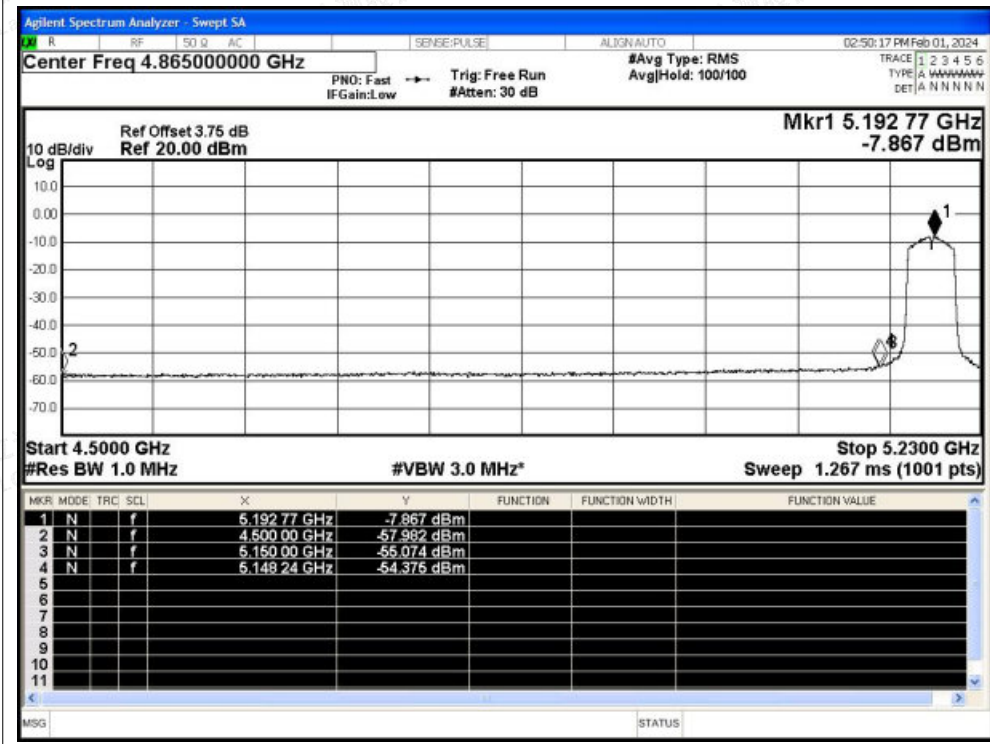 Agilent Spectrum Analyzer - Swept SA
LXI R RF 50 Ω AC SENSE:PULSE ALIGNAUTO 02:50:17 PM Feb 01, 2024
Center Freq 4.865000000 GHz #Avg Type: RMS TRACE 1 2 3 4 5 6
PNO: Fast Trig: Free Run Avg|Hold: 100/100 TYPE A WWWWW
IFGain:Low #Atten: 30 dB DET A N N N N N
Mkr1 5.192 77 GHz
Ref Offset 3.75 dB
10 dB/div Ref 20.00 dBm -7.867 dBm
Log
10.0
0.00
1
-10.0
-20.0
-30.0
-40.0
-50.0 2
-60.0
-70.0
Start 4.5000 GHz Stop 5.2300 GHz
#Res BW 1.0 MHz #VBW 3.0 MHz* Sweep 1.267 ms (1001 pts)
MKR MODE TRC SCL X Y FUNCTION FUNCTION WIDTH FUNCTION VALUE
1 N f 5.192 77 GHz -7.867 dBm
2 N f 4.500 00 GHz -57.982 dBm
3 N f 5.150 00 GHz -55.074 dBm
4 N f 5.148 24 GHz -54.375 dBm
5
6
7
8
9
10
11
MSG STATUS